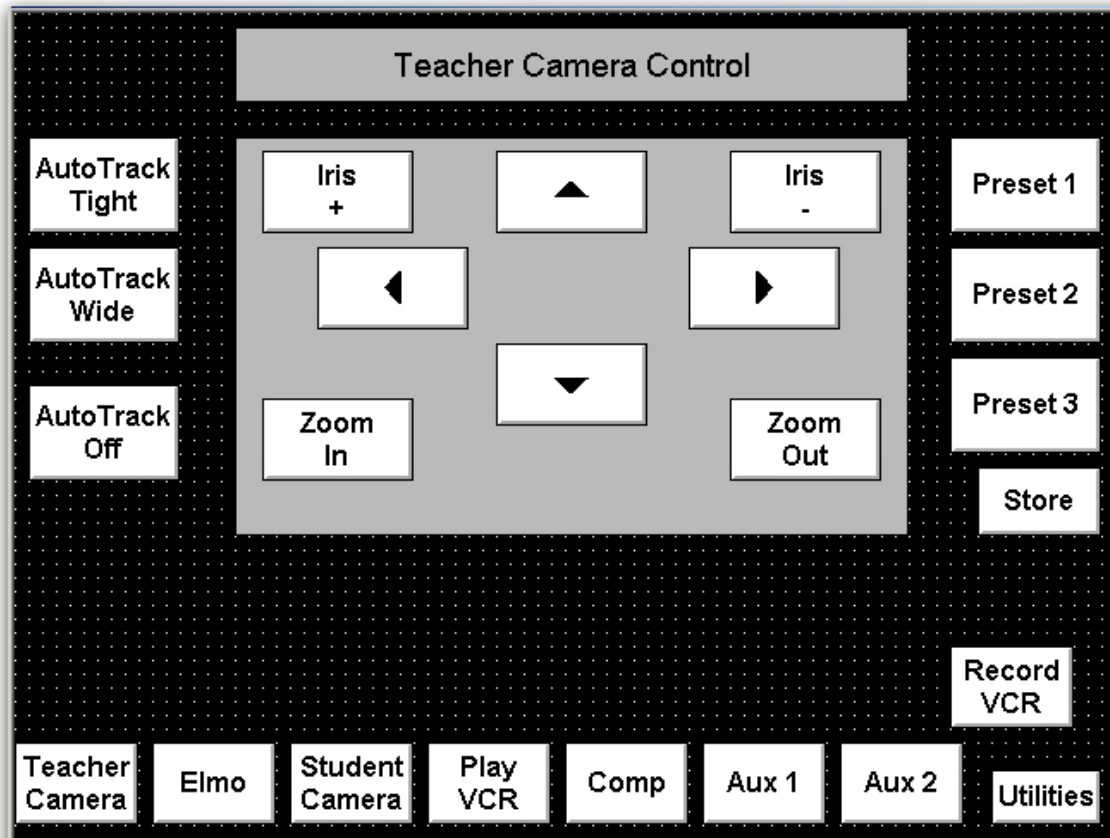 Teacher Camera Control
AutoTrack
Tight
Iris
+
Iris
-
Preset 1
AutoTrack
Wide
Preset 2
AutoTrack
Off
Zoom
In
Zoom
Out
Preset 3
Store
Record
VCR
Teacher
Camera
Elmo
Student
Camera
Play
VCR
Comp
Aux 1
Aux 2
Utilities